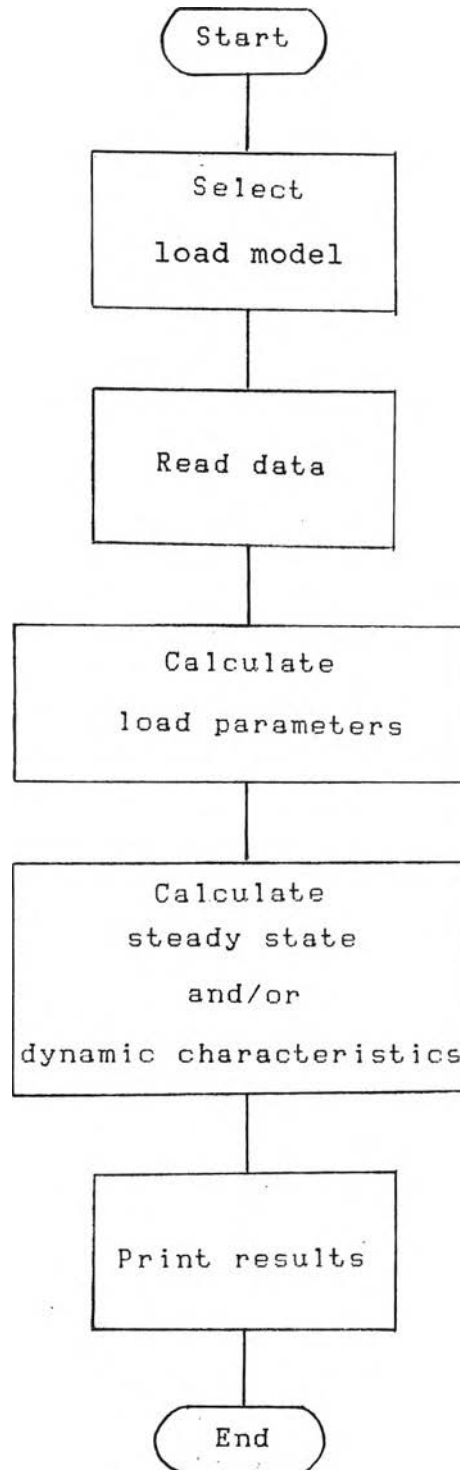 Start
Select
load model
Read data
Calculate
load parameters
Calculate
steady state
and/or
dynamic characteristics
Print results
End